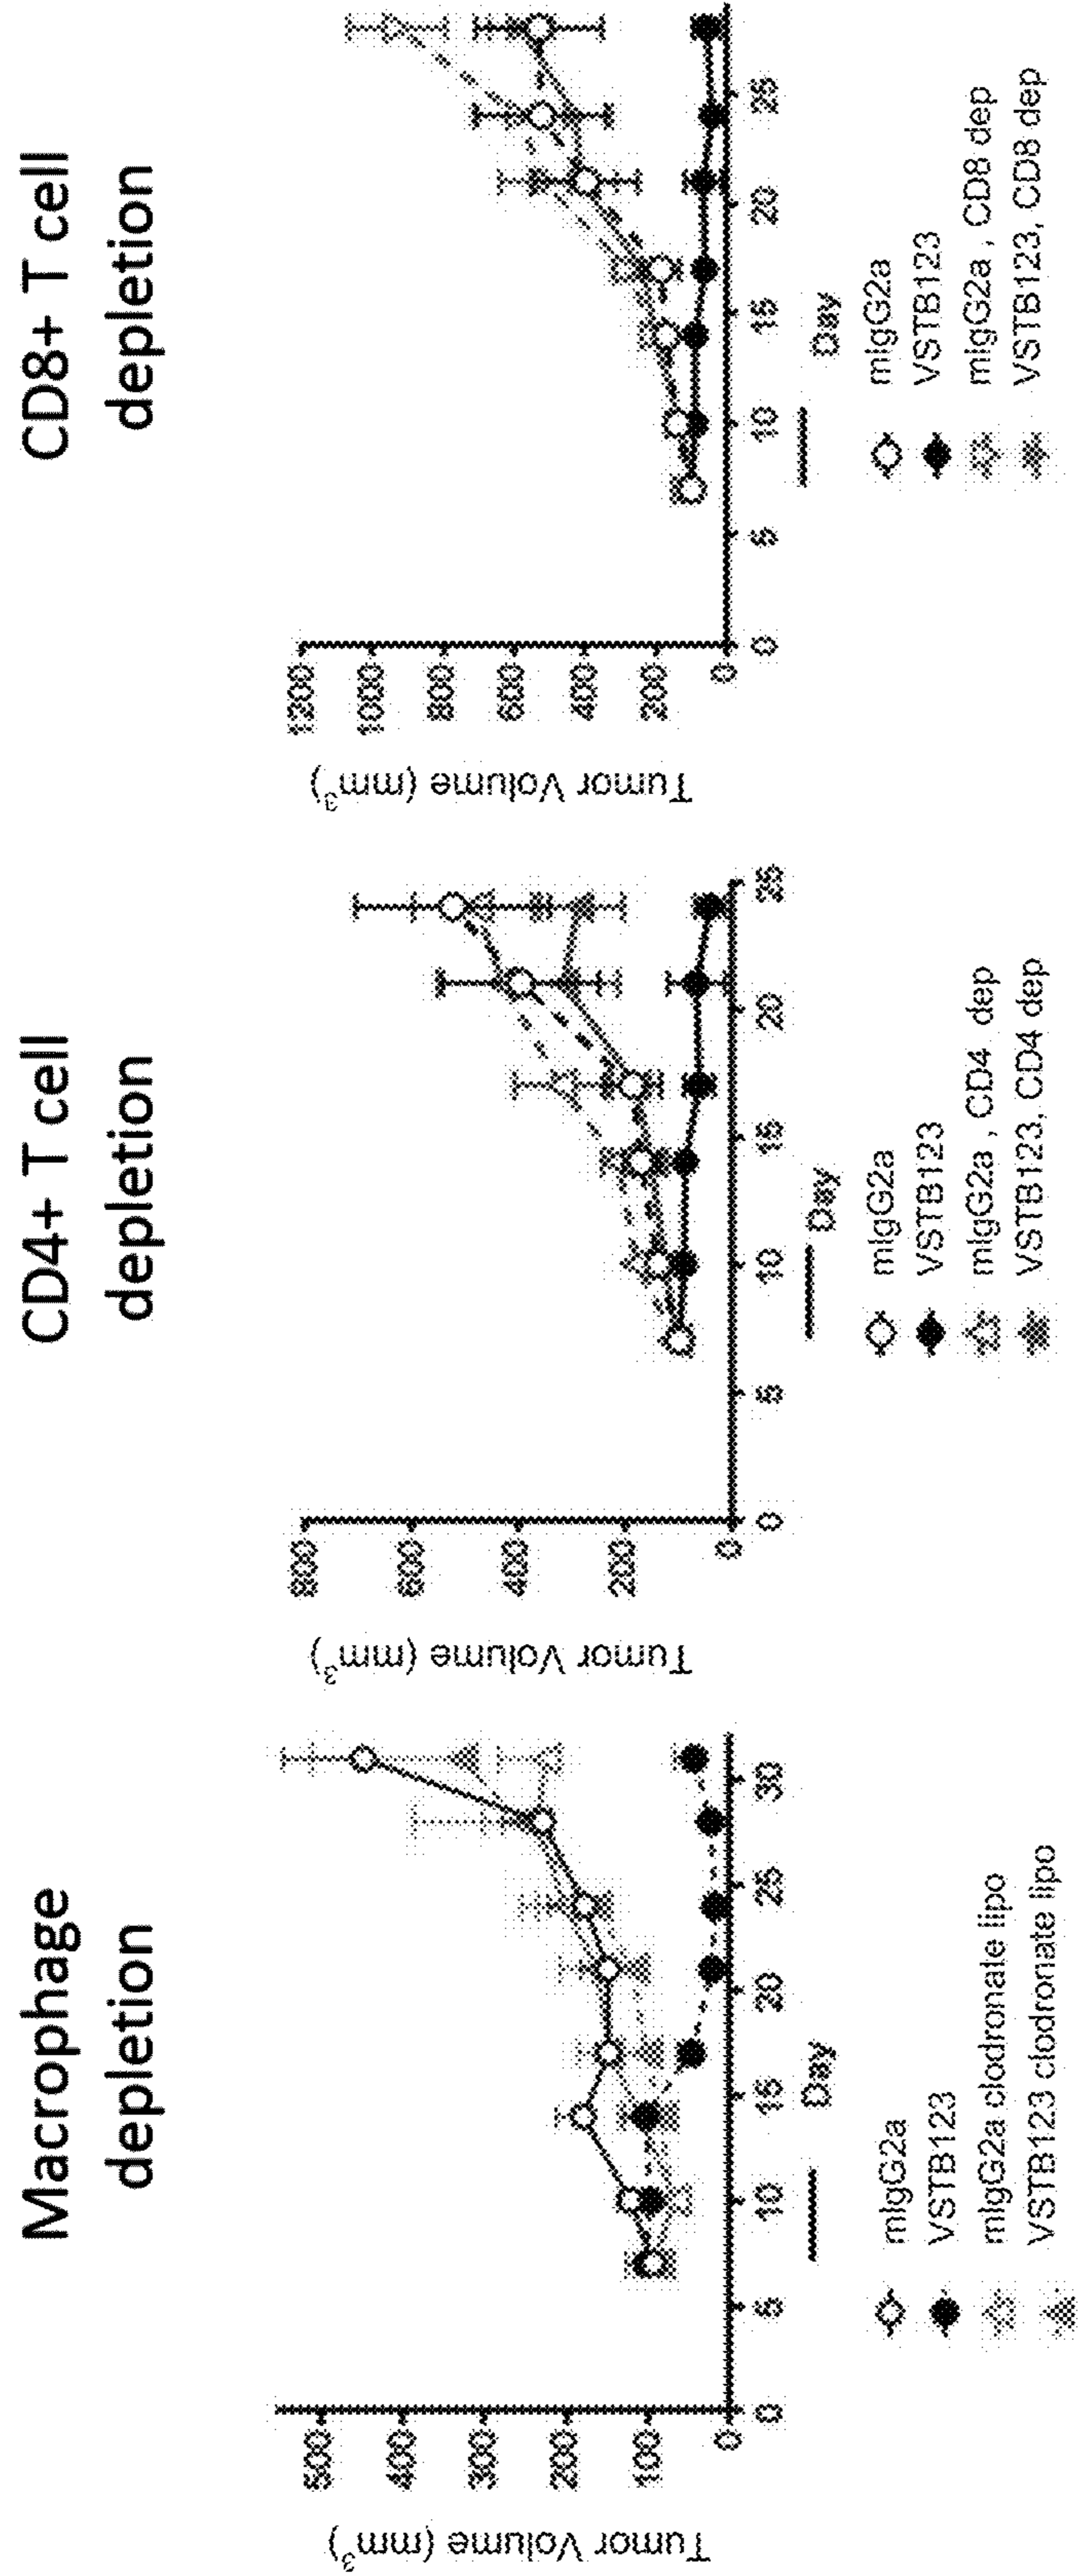 Macrophage
depletion
Tumor Volume (mm3)
500
400
300
200
100
0
0
5
10
15
20
25
30
Day
mIgG2a
VSTB123
mIgG2a clodronate lipo
VSTB123 clodronate lipo
CD4+ T cell
depletion
Tumor Volume (mm3)
800
600
400
200
0
0
5
10
15
20
25
Day
mIgG2a
VSTB123
mIgG2a , CD4 dep
VSTB123, CD4 dep
CD8+ T cell
depletion
Tumor Volume (mm3)
1200
1000
800
600
400
200
0
0
5
10
15
20
25
Day
mIgG2a
VSTB123
mIgG2a , CD8 dep
VSTB123, CD8 dep